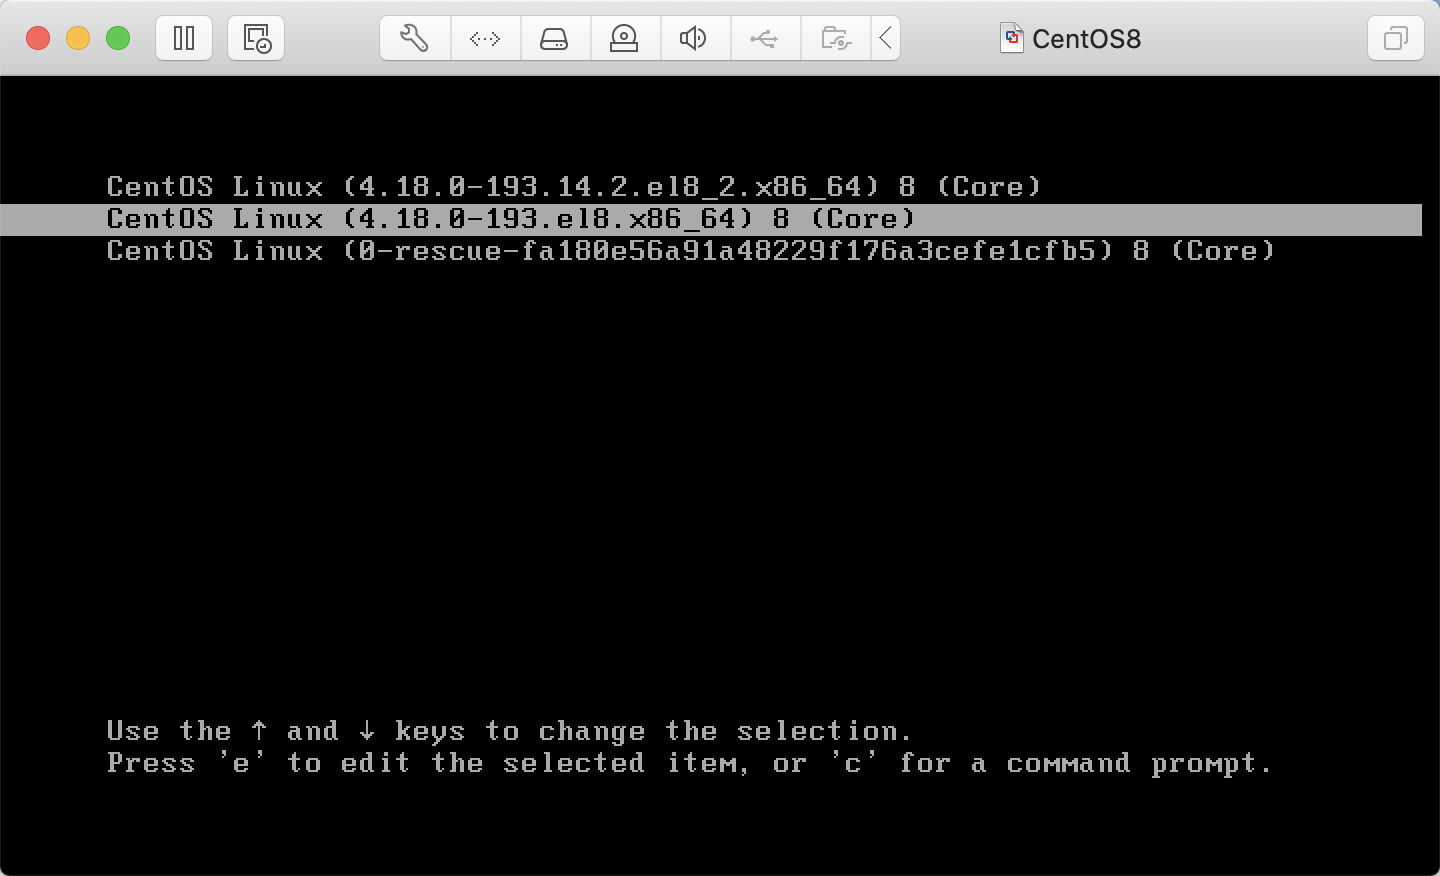 CentOS8
CentOS Linux (4.18.0-193.14.2.el8_2.x86_64) 8 (Core)
CentOS Linux (4.18.0-193.el8.x86_64) 8 (Core)
CentOS Linux (0-rescue-fa180e56a91a48229f176a3cefe1cfb5) 8 (Core)
Use the ↑ and ↓ keys to change the selection.
Press 'e' to edit the selected item, or 'c' for a command prompt.